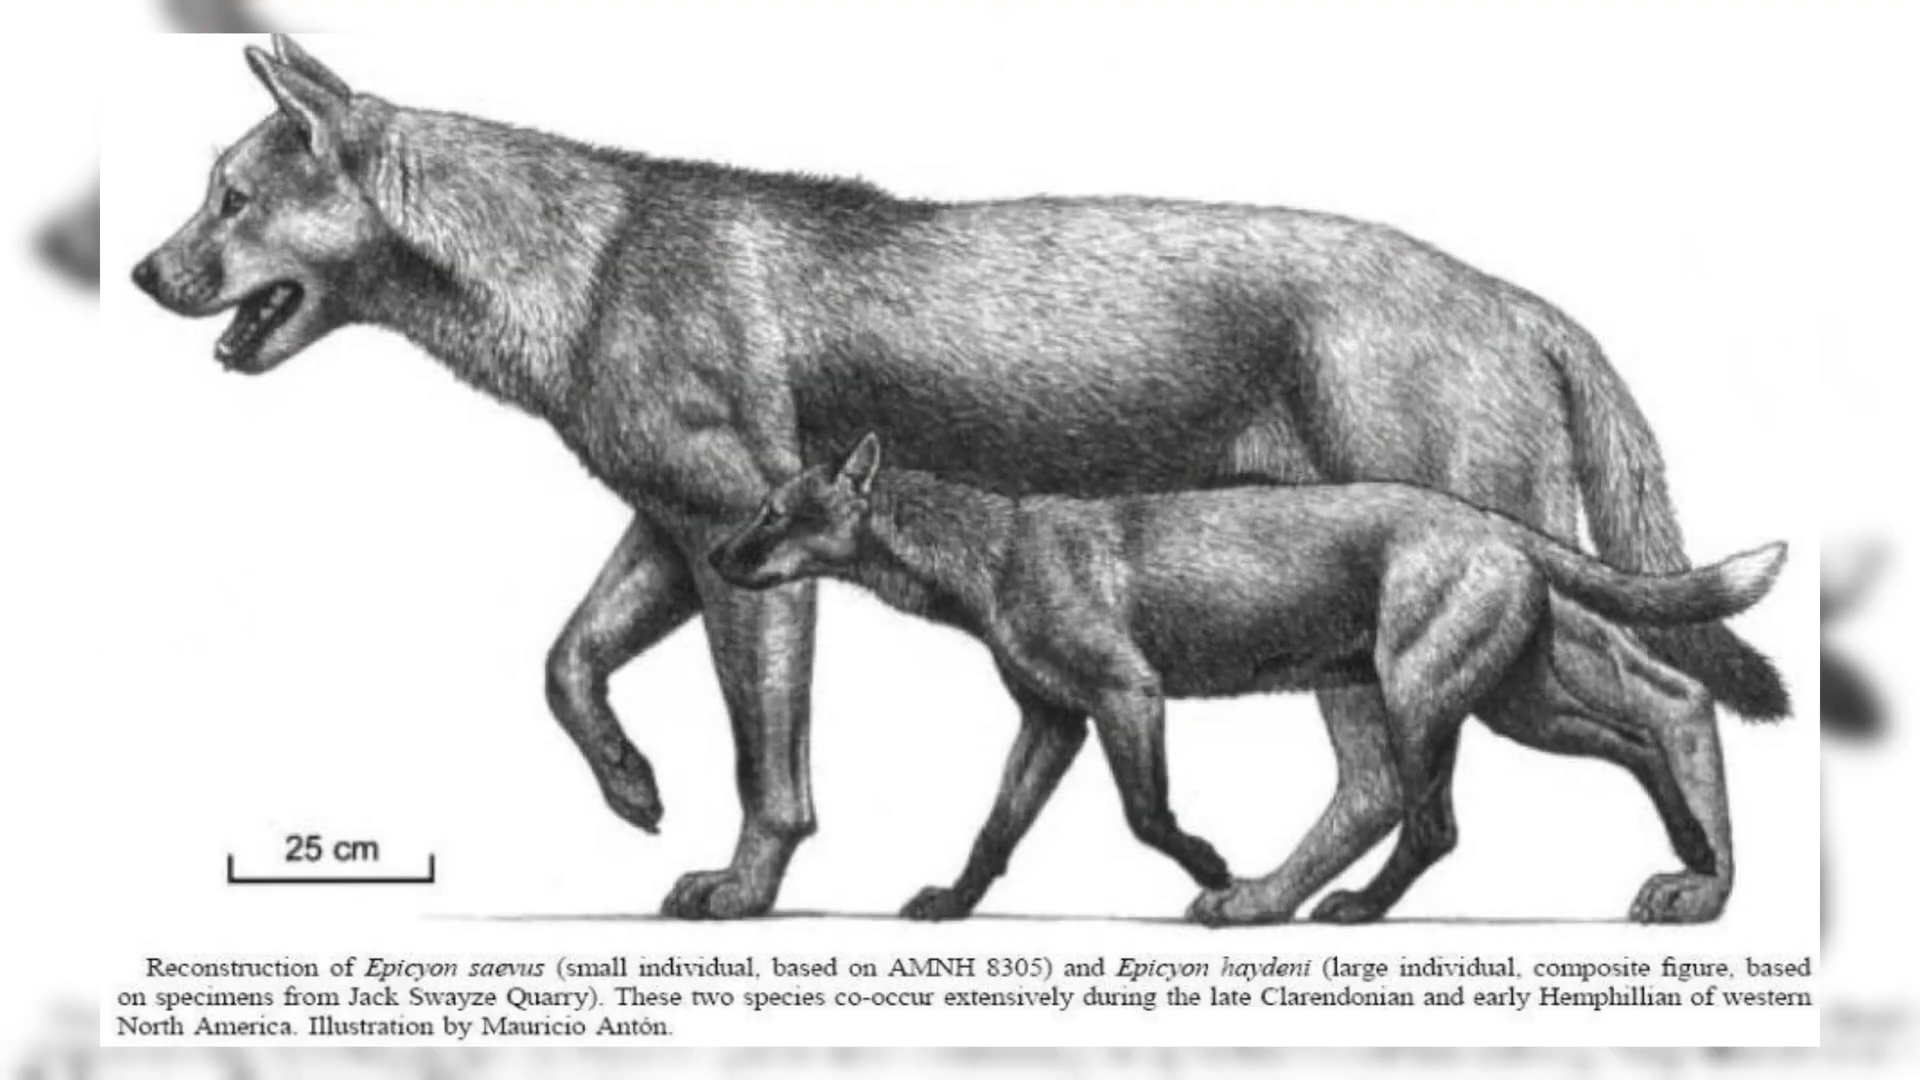 25 cm
Reconstruction of Epicyon saevus (small individual, based on AMNH 8305) and Epicyon haydeni (large individual, composite figure, based
on specimens from Jack Swayze Quarry). These two species co-occur extensively during the late Clarendonian and early Hemphillian of western
North America. Illustration by Mauricio Antón.